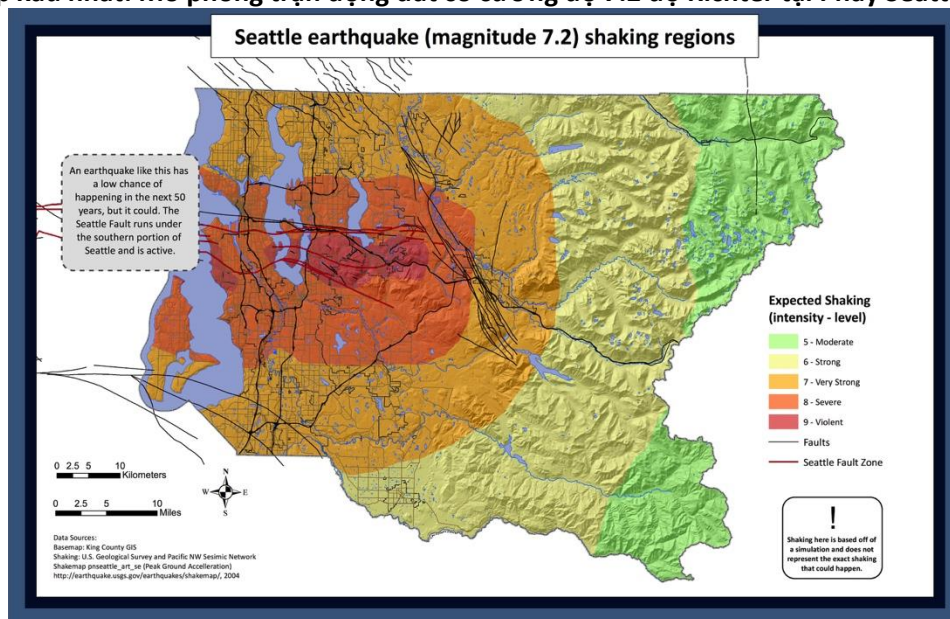 Seattle earthquake (magnitude 7.2) shaking regions
An earthquake like this has
a low chance of
happening in the next 50
years, but it could. The
Seattle Fault runs under
the southern portion of
Seattle and is active.
Expected Shaking
(intensity - level)
5 - Moderate
6 - Strong
7 - Very Strong
8 - Severe
9 - Violent
Faults
Seattle Fault Zone
0 2.5 5 10
Kilometers
0 2.5 5 10
Miles
N
W E
S
Data Sources:
Basemap: King County GIS
Shaking: U.S. Geological Survey and Pacific NW Sesimic Network
Shakemap pnseattle_art_se (Peak Ground Accelleration)
http://earthquake.usgs.gov/earthquakes/shakemap/, 2004
!
Shaking here is based off of
a simulation and does not
represent the exact shaking
that could happen.